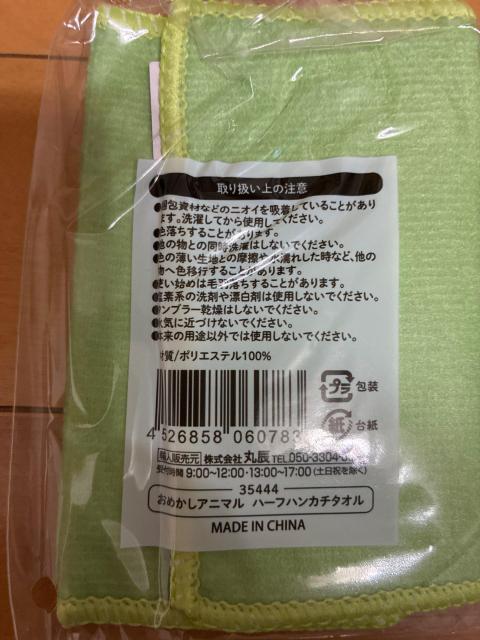 取り扱い上の注意
●梱包資材などのニオイを吸着していることがあり
ます。洗濯してから使用してください。
●色落ちすることがあります。
●他の物との同時洗濯はしないでください。
●色の薄い生地との摩擦や水濡れした時など、他の
物へ色移行することがあります。
●使い始めは毛羽落ちすることがあります。
●塩素系の洗剤や漂白剤は使用しないでください。
●タンブラー乾燥はしないでください。
●火気に近づけないでください。
●本来の用途以外では使用しないでください。
材質/ポリエステル100%
プラ 包装
紙 台紙
4 526858 060783
輸入販売元 株式会社 丸辰 TEL.050-3304-
受付時間 9:00~12:00・13:00~17:00(土日祝を除く)
35444
おめかしアニマル ハーフハンカチタオル
MADE IN CHINA